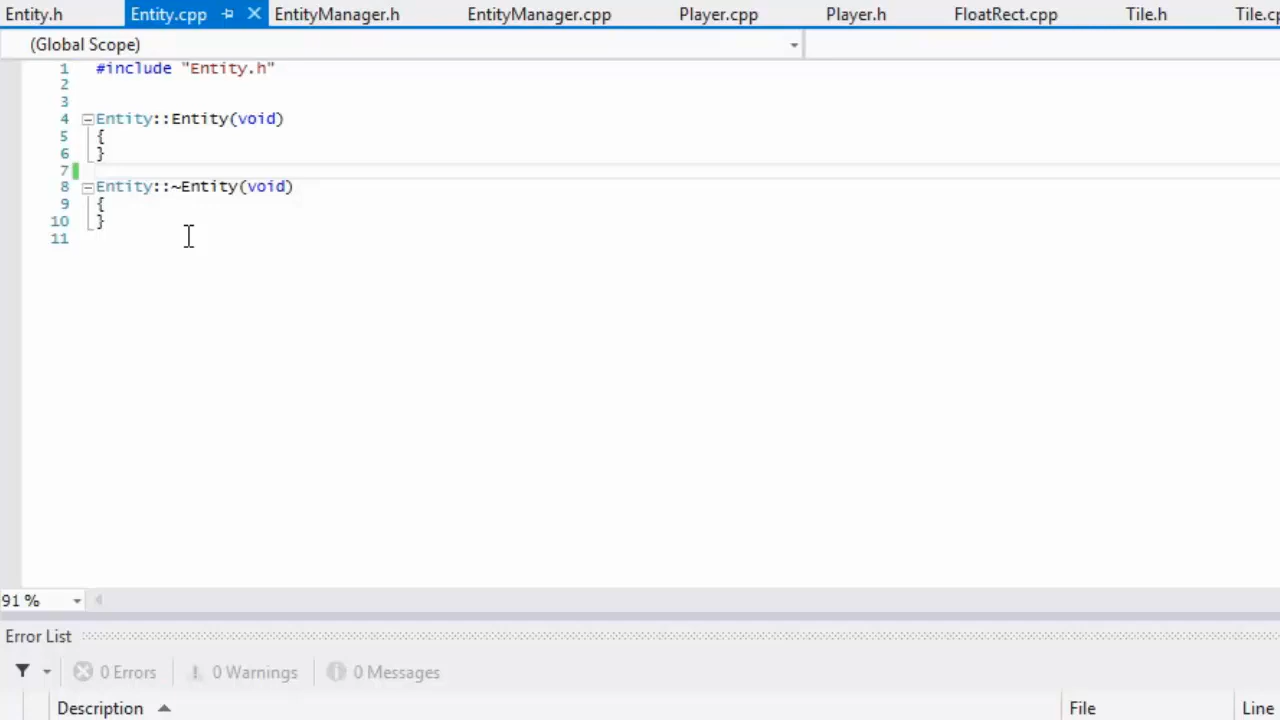 Entity.h Entity.cpp EntityManager.h EntityManager.cpp Player.cpp Player.h FloatRect.cpp Tile.h Tile.cp
(Global Scope)
1 #include "Entity.h"
2
3
4 Entity::Entity(void)
5 {
6 }
7
8 Entity::~Entity(void)
9 {
10 }
11
91 %
Error List
0 Errors 0 Warnings 0 Messages
Description File Line